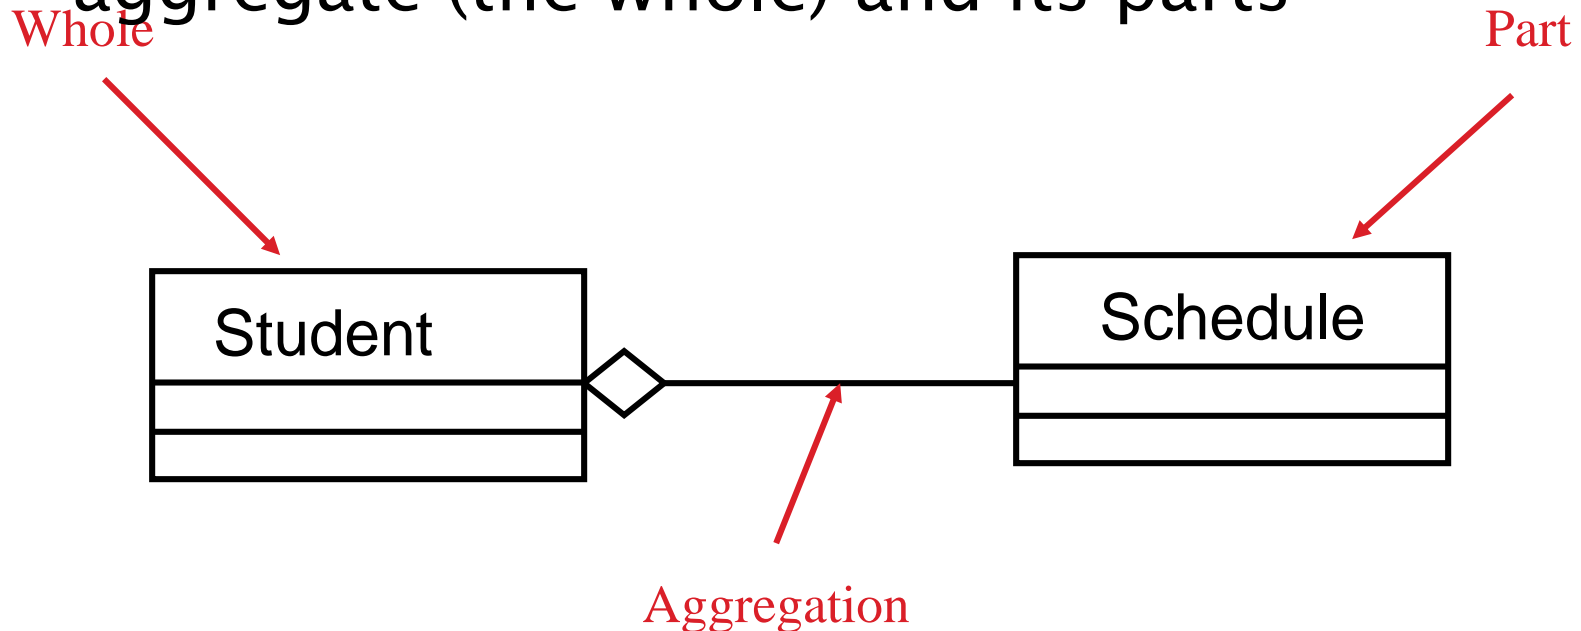 aggregate (the whole) and its parts
Whole
Part
Student
Schedule
Aggregation